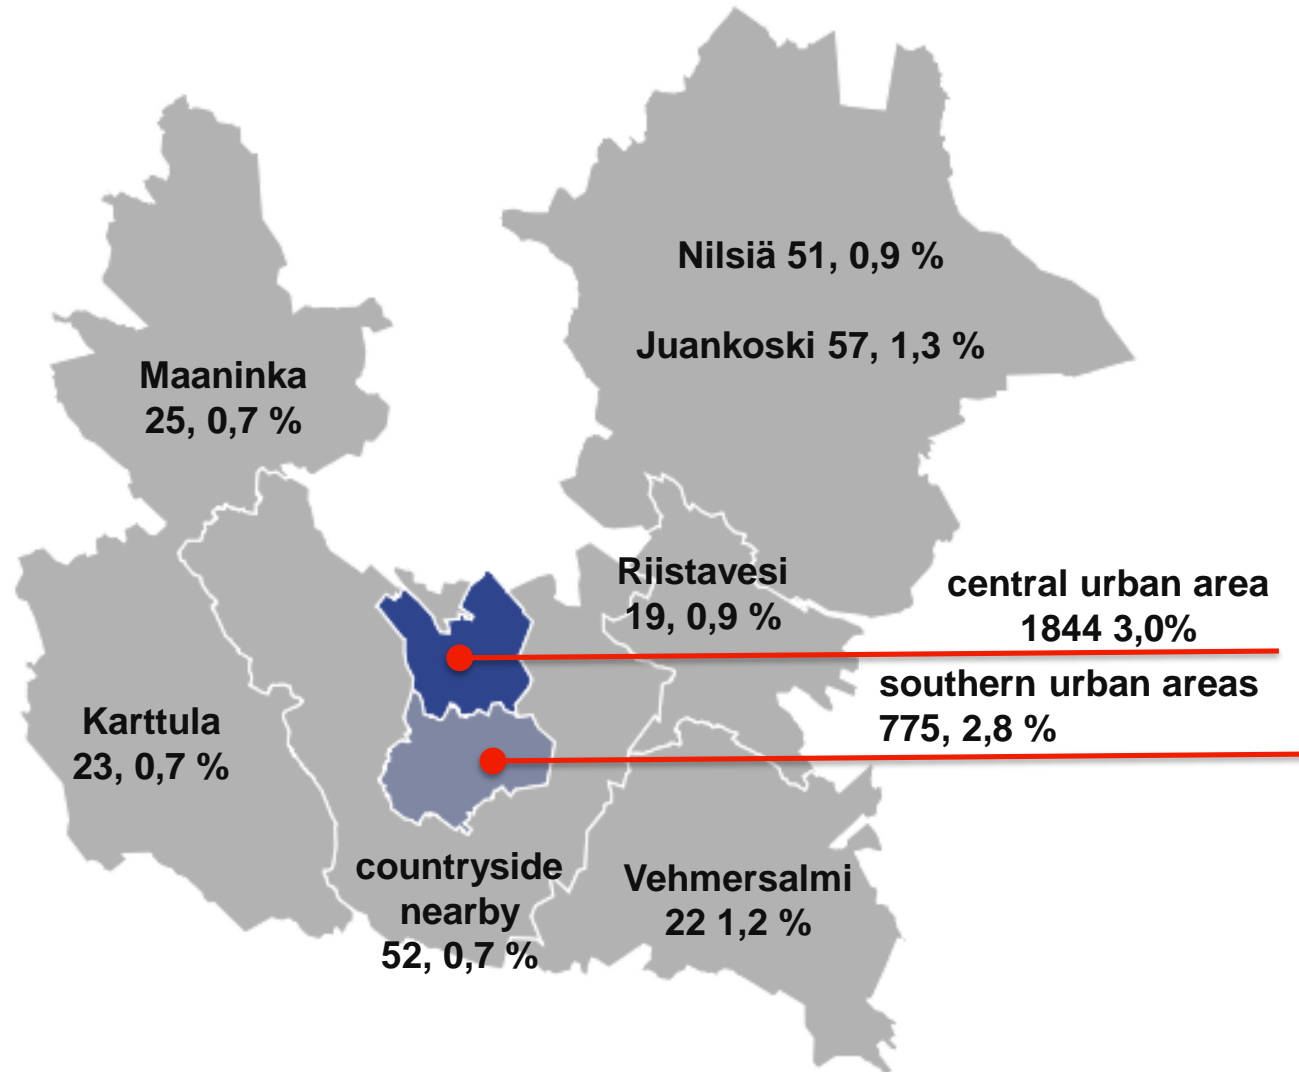 Nilsiä 51, 0,9 %
Juankoski 57, 1,3 %
Maaninka
25, 0,7 %
Riistavesi
19, 0,9 %
central urban area
1844 3,0%
southern urban areas
775, 2,8 %
Karttula
23, 0,7 %
countryside
nearby
52, 0,7 %
Vehmersalmi
22 1,2 %